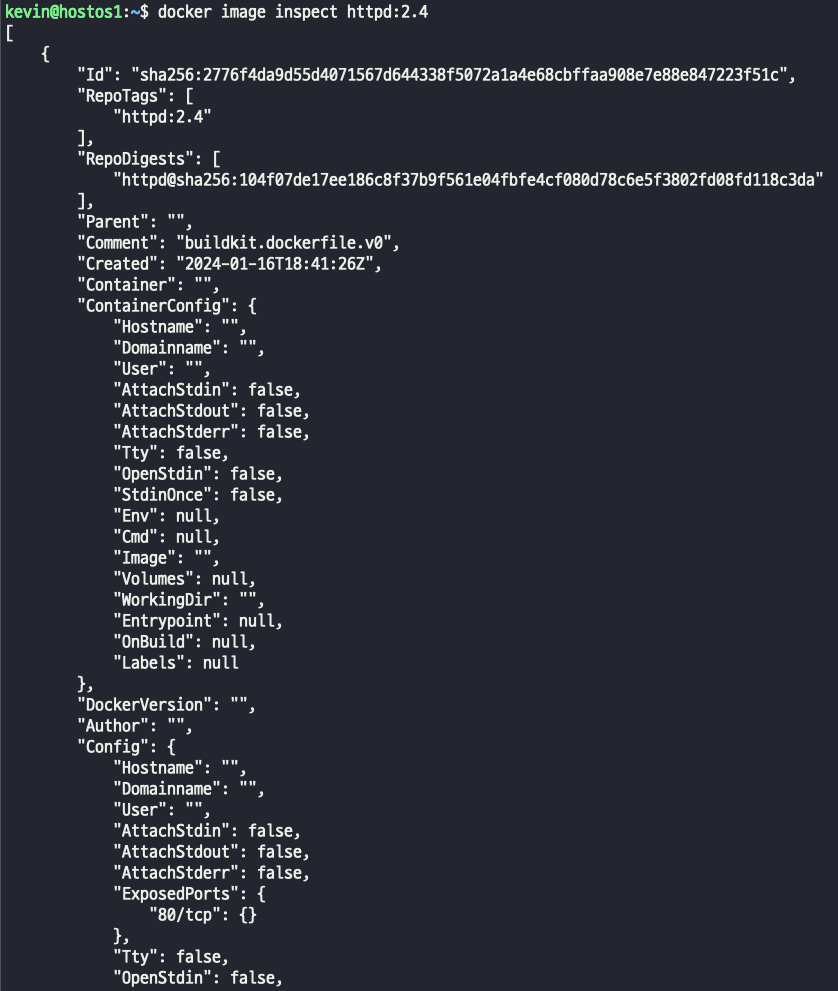 kevin@hostos1:~$ docker image inspect httpd:2.4
[
    {
        "Id": "sha256:2776f4da9d55d4071567d644338f5072a1a4e68cbffaa908e7e88e847223f51c",
        "RepoTags": [
            "httpd:2.4"
        ],
        "RepoDigests": [
            "httpd@sha256:104f07de17ee186c8f37b9f561e04fbfe4cf080d78c6e5f3802fd08fd118c3da"
        ],
        "Parent": "",
        "Comment": "buildkit.dockerfile.v0",
        "Created": "2024-01-16T18:41:26Z",
        "Container": "",
        "ContainerConfig": {
            "Hostname": "",
            "Domainname": "",
            "User": "",
            "AttachStdin": false,
            "AttachStdout": false,
            "AttachStderr": false,
            "Tty": false,
            "OpenStdin": false,
            "StdinOnce": false,
            "Env": null,
            "Cmd": null,
            "Image": "",
            "Volumes": null,
            "WorkingDir": "",
            "Entrypoint": null,
            "OnBuild": null,
            "Labels": null
        },
        "DockerVersion": "",
        "Author": "",
        "Config": {
            "Hostname": "",
            "Domainname": "",
            "User": "",
            "AttachStdin": false,
            "AttachStdout": false,
            "AttachStderr": false,
            "ExposedPorts": {
                "80/tcp": {}
            },
            "Tty": false,
            "OpenStdin": false,